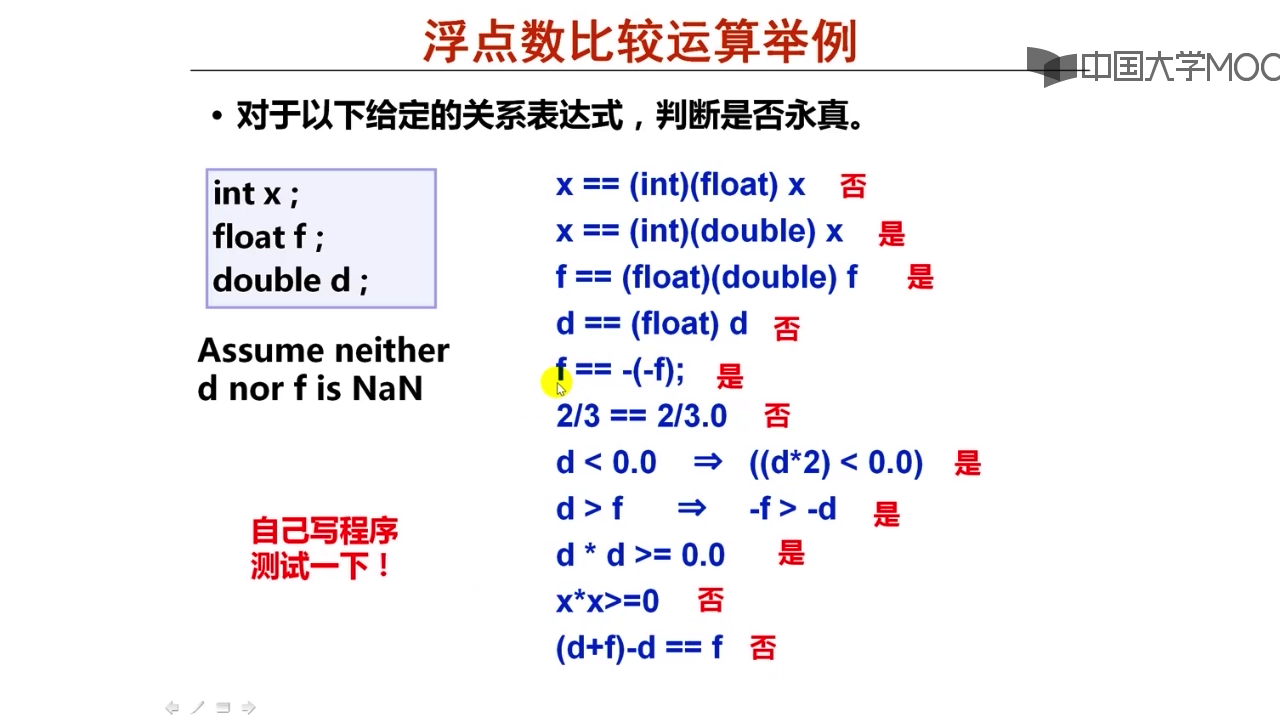 浮点数比较运算举例
中国大学MOO
• 对于以下给定的关系表达式，判断是否永真。
int x ;
float f ;
double d ;
Assume neither
d nor f is NaN
自己写程序
测试一下！
x == (int)(float) x 否
x == (int)(double) x 是
f == (float)(double) f 是
d == (float) d 否
f == -(-f); 是
2/3 == 2/3.0 否
d < 0.0 ⇒ ((d*2) < 0.0) 是
d > f ⇒ -f > -d 是
d * d >= 0.0 是
x*x>=0 否
(d+f)-d == f 否